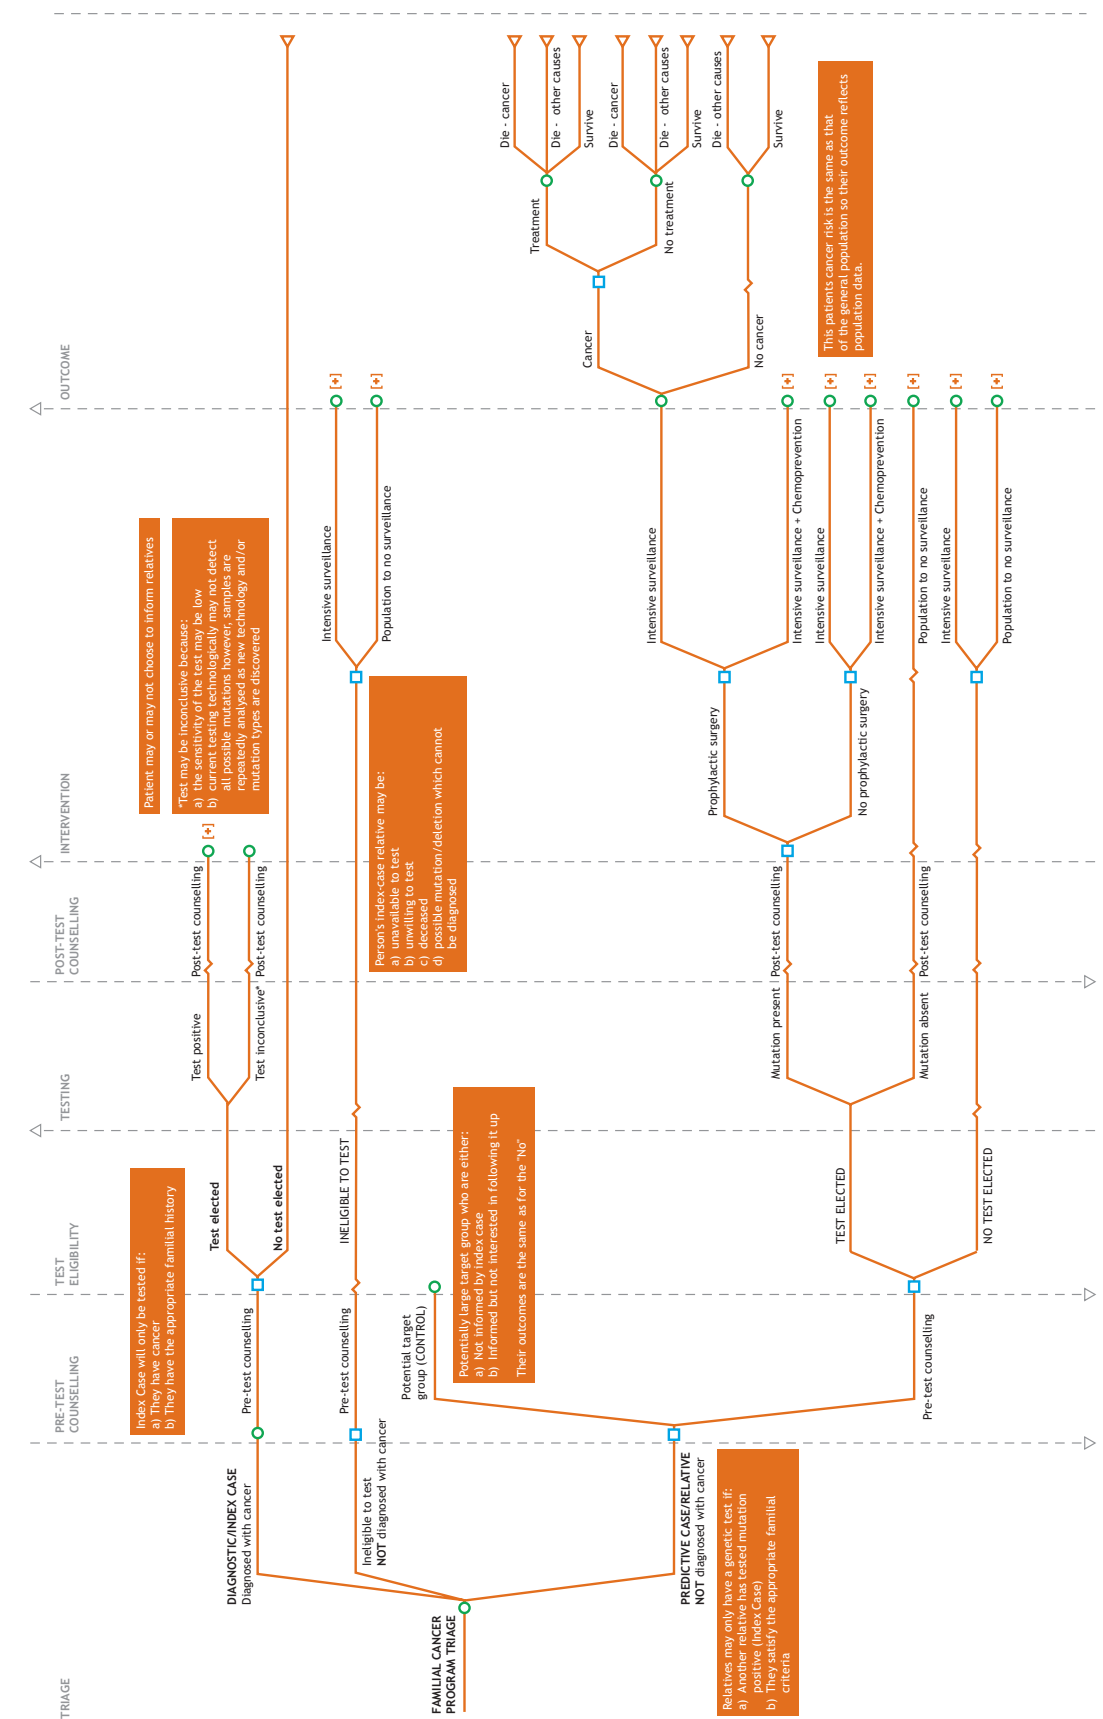 TRIAGE
PRE-TEST
COUNSELLING
TEST
ELIGIBILITY
TESTING
POST-TEST
COUNSELLING
INTERVENTION
OUTCOME
FAMILIAL CANCER
PROGRAM TRIAGE
DIAGNOSTIC/INDEX CASE
Diagnosed with cancer
Pre-test counselling
Index Case will only be tested if:
a) They have cancer
b) They have the appropriate familial history
Test elected
No test elected
Test positive
Test inconclusive*
Post-test counselling
Post-test counselling
[+]
Patient may or may not choose to inform relatives
*Test may be inconclusive because:
a) the sensitivity of the test may be low
b) current testing technologically may not detect
all possible mutations however, samples are
repeatedly analysed as new technology and/or
mutation types are discovered
Ineligible to test
NOT diagnosed with cancer
Pre-test counselling
INELIGIBLE TO TEST
Person's index-case relative may be:
a) unavailable to test
b) unwilling to test
c) deceased
d) possible mutation/deletion which cannot
be diagnosed
Intensive surveillance
[+]
Population to no surveillance
[+]
PREDICTIVE CASE/RELATIVE
NOT diagnosed with cancer
Relatives may only have a genetic test if:
a) Another relative has tested mutation
positive (Index Case)
b) They satisfy the appropriate familial
criteria
Potential target
group (CONTROL)
Potentially large target group who are either:
a) Not informed by index case
b) Informed but not interested in following it up
Their outcomes are the same as for the "No"
Pre-test counselling
TEST ELECTED
NO TEST ELECTED
Mutation present
Post-test counselling
Mutation absent
Post-test counselling
Prophylactic surgery
No prophylactic surgery
Intensive surveillance
Intensive surveillance + Chemoprevention
[+]
Intensive surveillance
[+]
Intensive surveillance + Chemoprevention
[+]
Population to no surveillance
[+]
Intensive surveillance
[+]
Population to no surveillance
[+]
Cancer
No cancer
Treatment
No treatment
Die - cancer
Die - other causes
Survive
Die - cancer
Die - other causes
Survive
Die - other causes
Survive
This patients cancer risk is the same as that
of the general population so their outcome reflects
population data.